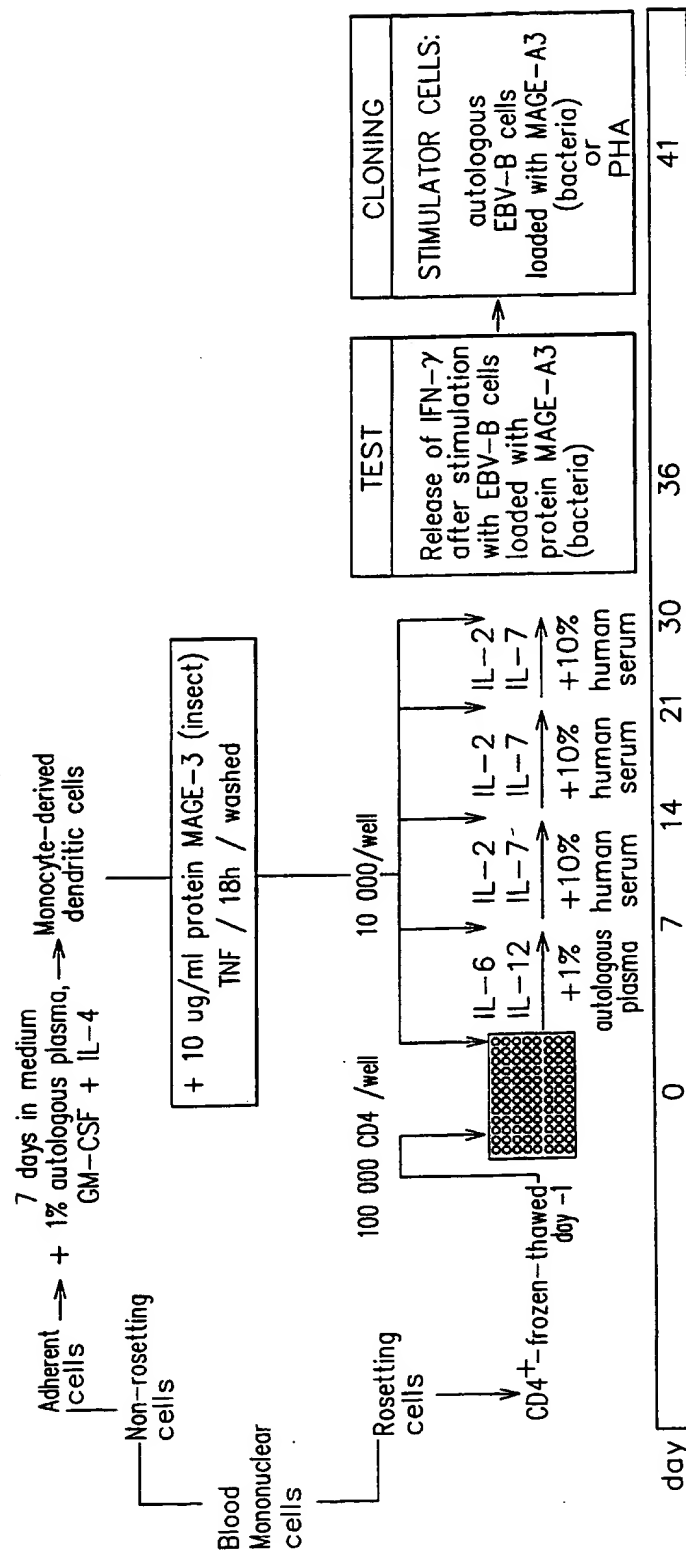 7 days in medium
Adherent
cells
+ 1% autologous plasma,
GM-CSF + IL-4
Monocyte-derived
dendritic cells
Non-rosetting
cells
Blood
Mononuclear
cells
Rosetting
cells
+ 10 ug/ml protein MAGE-3 (insect)
TNF / 18h / washed
100 000 CD4 /well
10 000/well
CD4+-frozen-thawed
day -1
IL-6
IL-12
+1%
autologous
plasma
IL-2
IL-7
+10%
human
serum
IL-2
IL-7
+10%
human
serum
IL-2
IL-7
+10%
human
serum
TEST
Release of IFN-γ
after stimulation
with EBV-B cells
loaded with
protein MAGE-A3
(bacteria)
CLONING
STIMULATOR CELLS:
autologous
EBV-B cells
loaded with MAGE-A3
(bacteria)
or
PHA
day 0 7 14 21 30 36 41